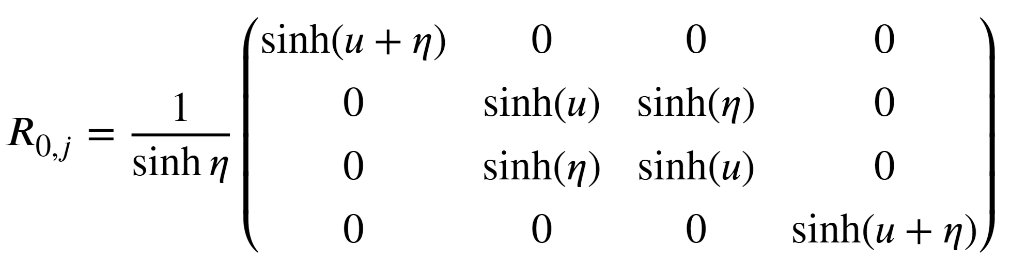 R_{0,j} = \frac{1}{\sinh \eta} \begin{pmatrix} \sinh(u + \eta) & 0 & 0 & 0 \\ 0 & \sinh(u) & \sinh(\eta) & 0 \\ 0 & \sinh(\eta) & \sinh(u) & 0 \\ 0 & 0 & 0 & \sinh(u + \eta) \end{pmatrix}